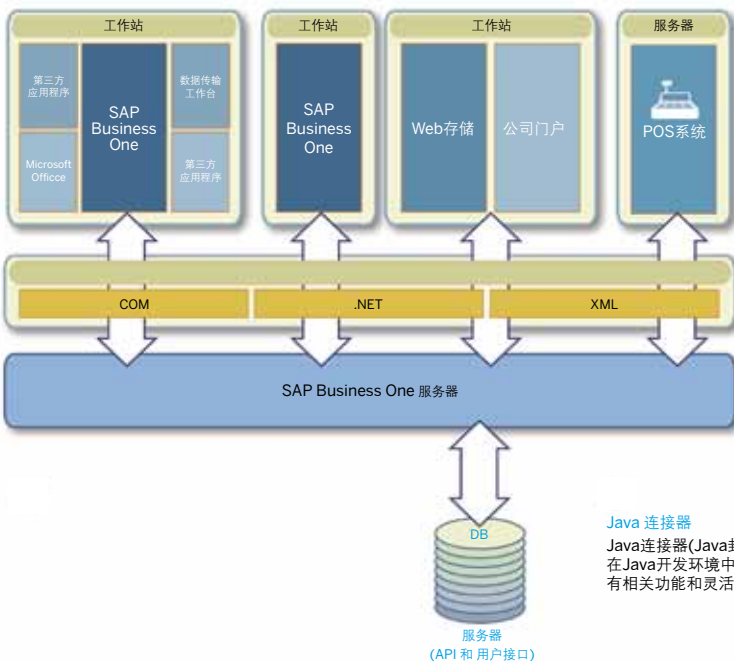 工作站
工作站
工作站
服务器
第三方
应用程序
SAP
Business
One
数据传输
工作台
Microsoft
Officce
第三方
应用程序
SAP
Business
One
Web存储
公司门户
POS系统
COM
.NET
XML
SAP Business One 服务器
DB
服务器
(API 和 用户接口)
Java 连接器
Java连接器(Java
在Java开发环境中
有相关功能和灵活